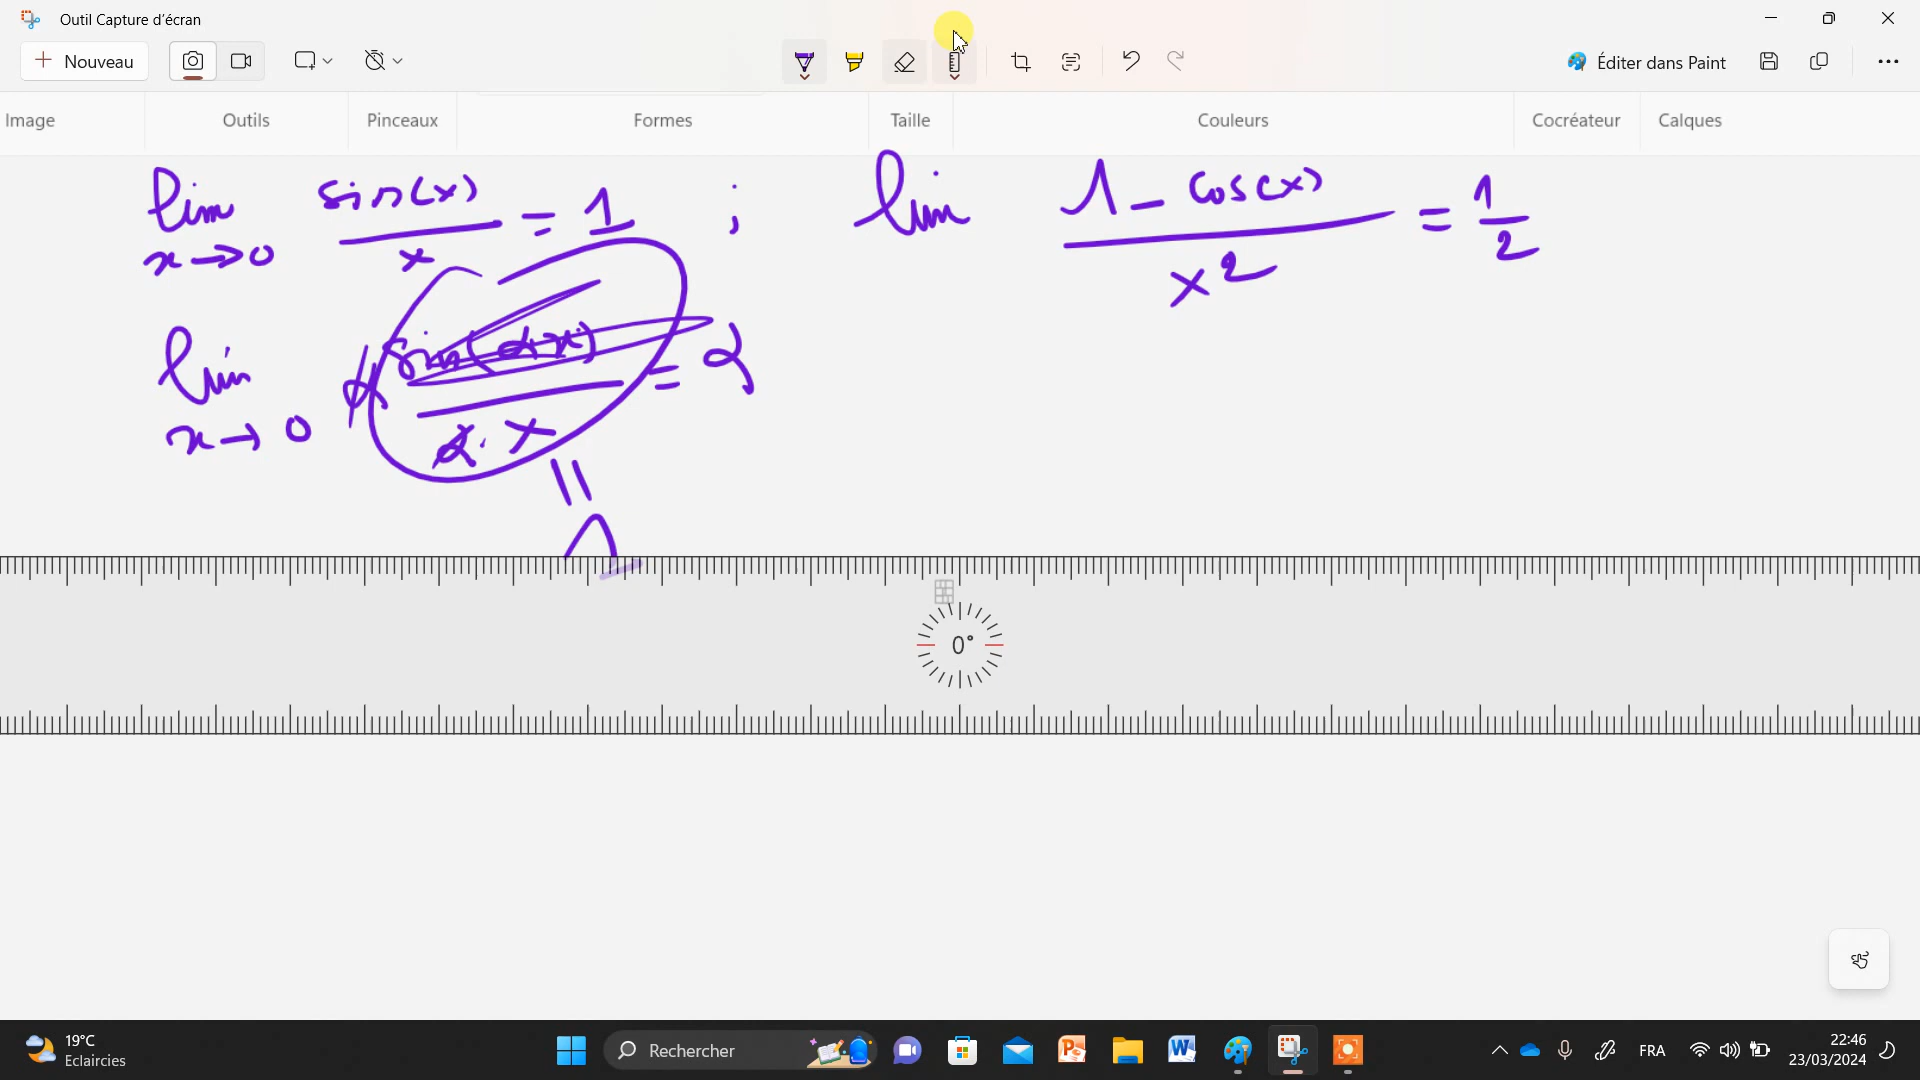 Outil Capture d'écran
Nouveau
Éditer dans Paint
Image Outils Pinceaux Formes Taille Couleurs Cocréateur Calques
lim x→0 sin(x)/x = 1 ; lim 1 - cos(x)/x² = 1/2
lim x→0 α sin(αx)/α·x = α
= 1
0°
19°C
Eclaircies
Rechercher
FRA
22:46
23/03/2024